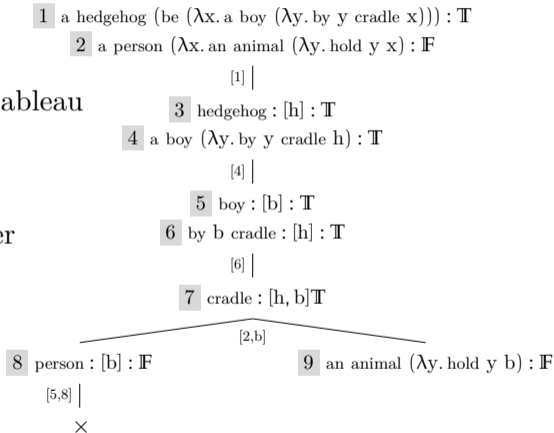 1 a hedgehog (be (λx. a boy (λy. by y cradle x))) : 𝕋
2 a person (λx. an animal (λy. hold y x) : 𝔽
[1]
ableau
3 hedgehog : [h] : 𝕋
4 a boy (λy. by y cradle h) : 𝕋
[4]
5 boy : [b] : 𝕋
er
6 by b cradle : [h] : 𝕋
[6]
7 cradle : [h, b]𝕋
[2,b]
8 person : [b] : 𝔽
9 an animal (λy. hold y b) : 𝔽
[5,8]
×